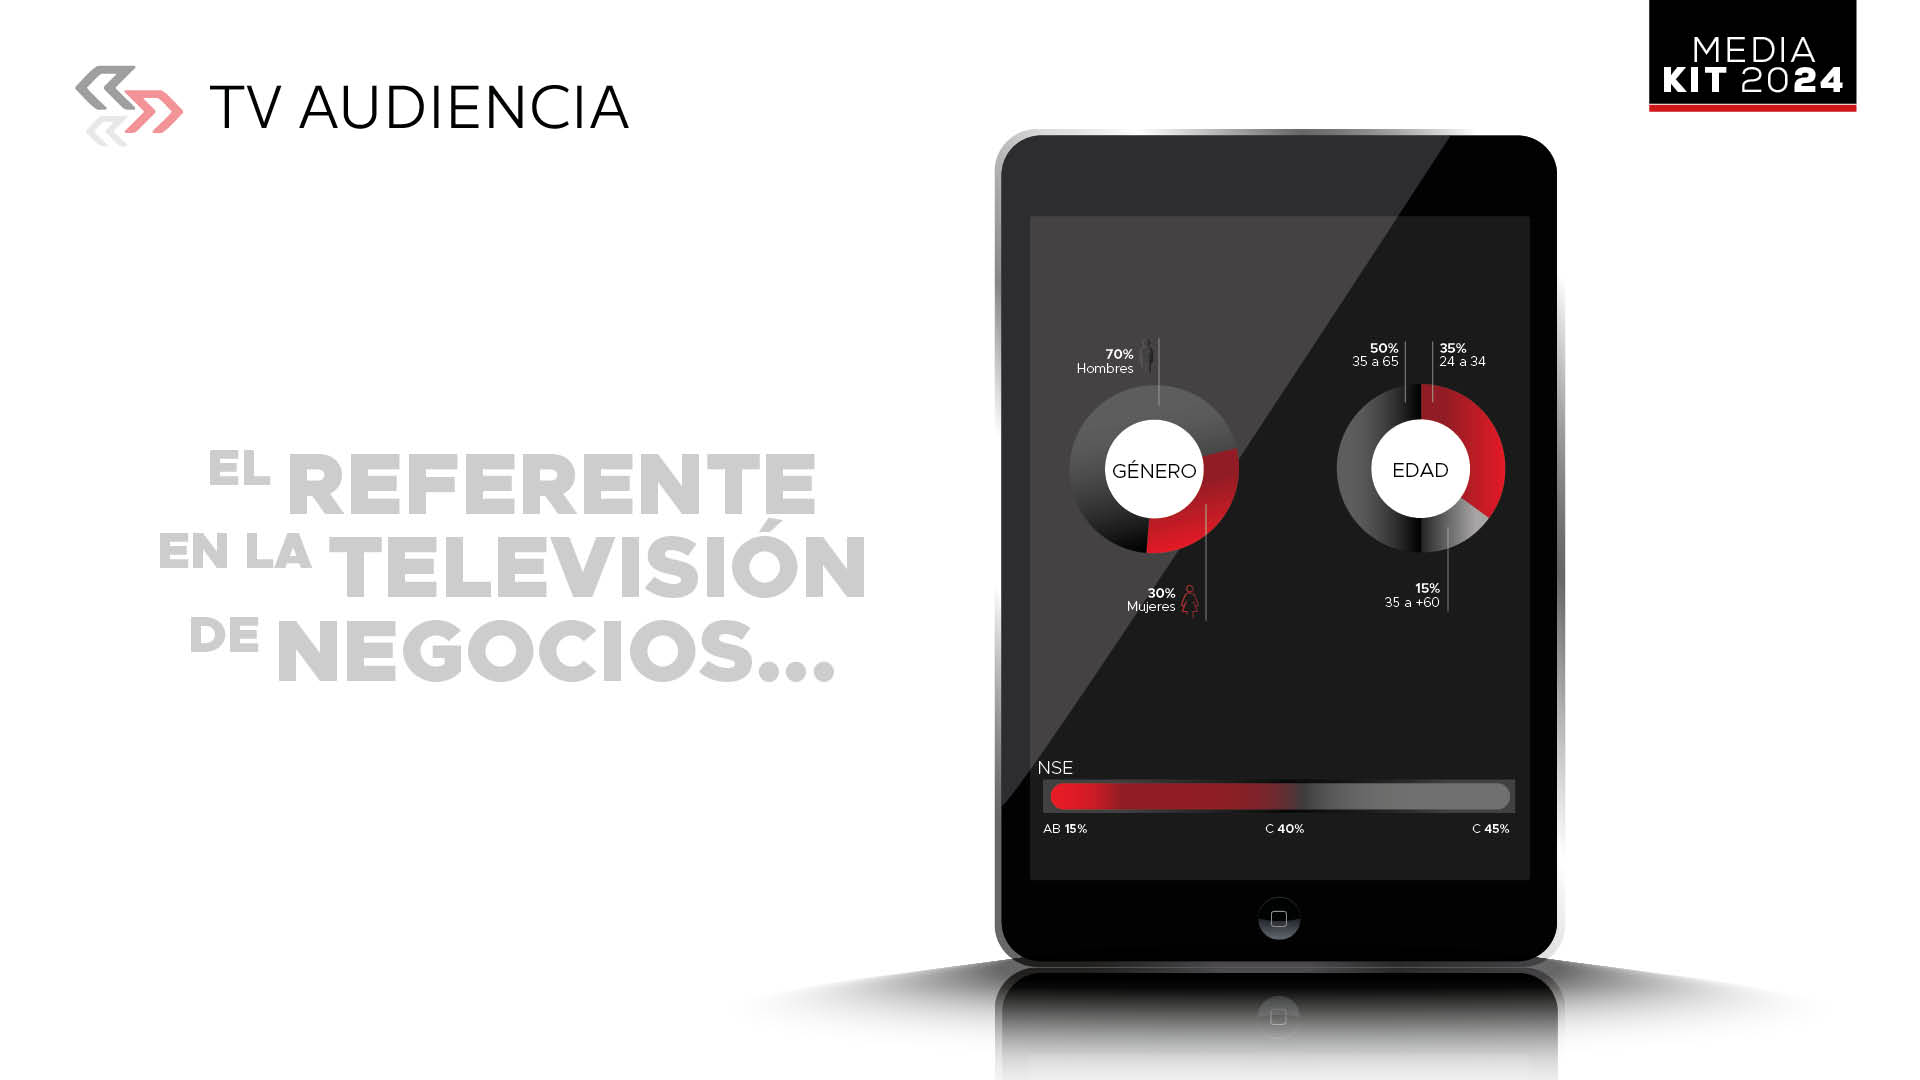 TV AUDIENCIA
MEDIA
KIT 2024
EL REFERENTE
EN LA TELEVISIÓN
DE NEGOCIOS...
70%
Hombres
GÉNERO
30%
Mujeres
50%
35 a 65
35%
24 a 34
EDAD
15%
35 a +60
NSE
AB 15%
C 40%
C 45%